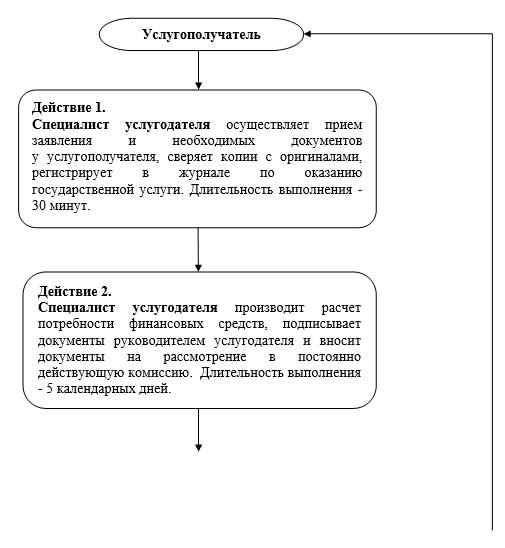 Услугополучатель
Действие 1.
Специалист услугодателя осуществляет прием
заявления и необходимых документов
у услугополучателя, сверяет копии с оригиналами,
регистрирует в журнале по оказанию
государственной услуги. Длительность выполнения -
30 минут.
Действие 2.
Специалист услугодателя производит расчет
потребности финансовых средств, подписывает
документы руководителем услугодателя и вносит
документы на рассмотрение в постоянно
действующую комиссию. Длительность выполнения
- 5 календарных дней.